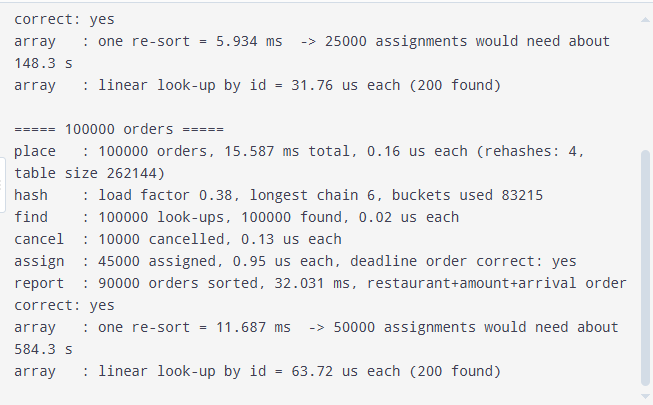 correct: yes
array   : one re-sort = 5.934 ms  -> 25000 assignments would need about
148.3 s
array   : linear look-up by id = 31.76 us each (200 found)

===== 100000 orders =====
place   : 100000 orders, 15.587 ms total, 0.16 us each (rehashes: 4,
table size 262144)
hash    : load factor 0.38, longest chain 6, buckets used 83215
find    : 100000 look-ups, 100000 found, 0.02 us each
cancel  : 10000 cancelled, 0.13 us each
assign  : 45000 assigned, 0.95 us each, deadline order correct: yes
report  : 90000 orders sorted, 32.031 ms, restaurant+amount+arrival order
correct: yes
array   : one re-sort = 11.687 ms  -> 50000 assignments would need about
584.3 s
array   : linear look-up by id = 63.72 us each (200 found)